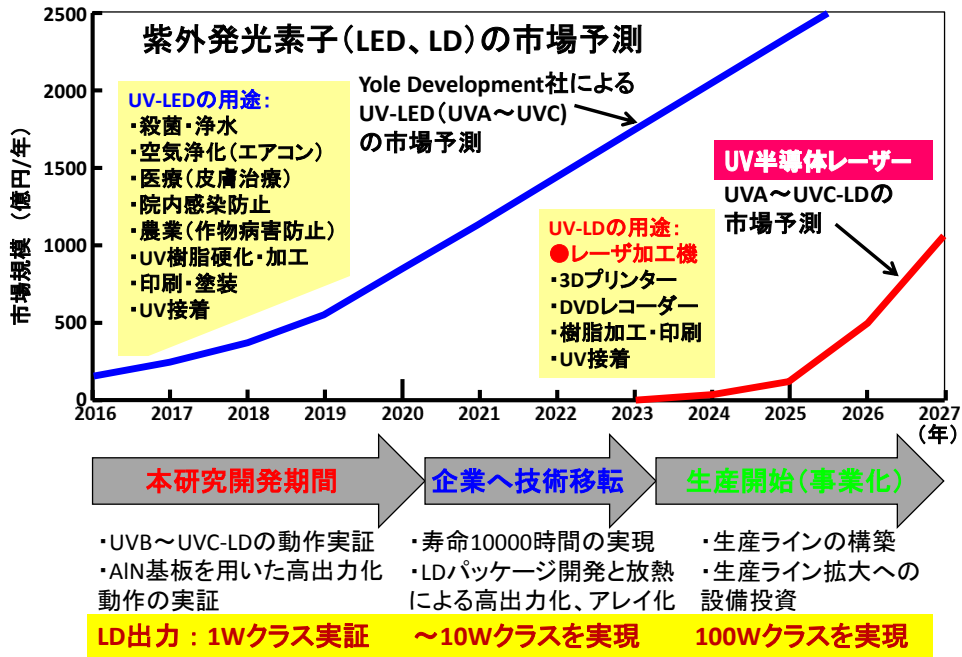 紫外発光素子(LED、LD)の市場予測
市場規模 (億円/年)
2500
2000
1500
1000
500
0
UV-LEDの用途:
・殺菌・浄水
・空気浄化(エアコン)
・医療(皮膚治療)
・院内感染防止
・農業(作物病害防止)
・UV樹脂硬化・加工
・印刷・塗装
・UV接着
Yole Development社による
UV-LED(UVA～UVC)
の市場予測
UV半導体レーザー
UVA～UVC-LDの
市場予測
UV-LDの用途:
●レーザ加工機
・3Dプリンター
・DVDレコーダー
・樹脂加工・印刷
・UV接着
2016 2017 2018 2019 2020 2021 2022 2023 2024 2025 2026 2027
(年)
本研究開発期間
企業へ技術移転
生産開始(事業化)
・UVB～UVC-LDの動作実証
・AlN基板を用いた高出力化
動作の実証
・寿命10000時間の実現
・LDパッケージ開発と放熱
による高出力化、アレイ化
・生産ラインの構築
・生産ライン拡大への
設備投資
LD出力:1Wクラス実証
～10Wクラスを実現
100Wクラスを実現